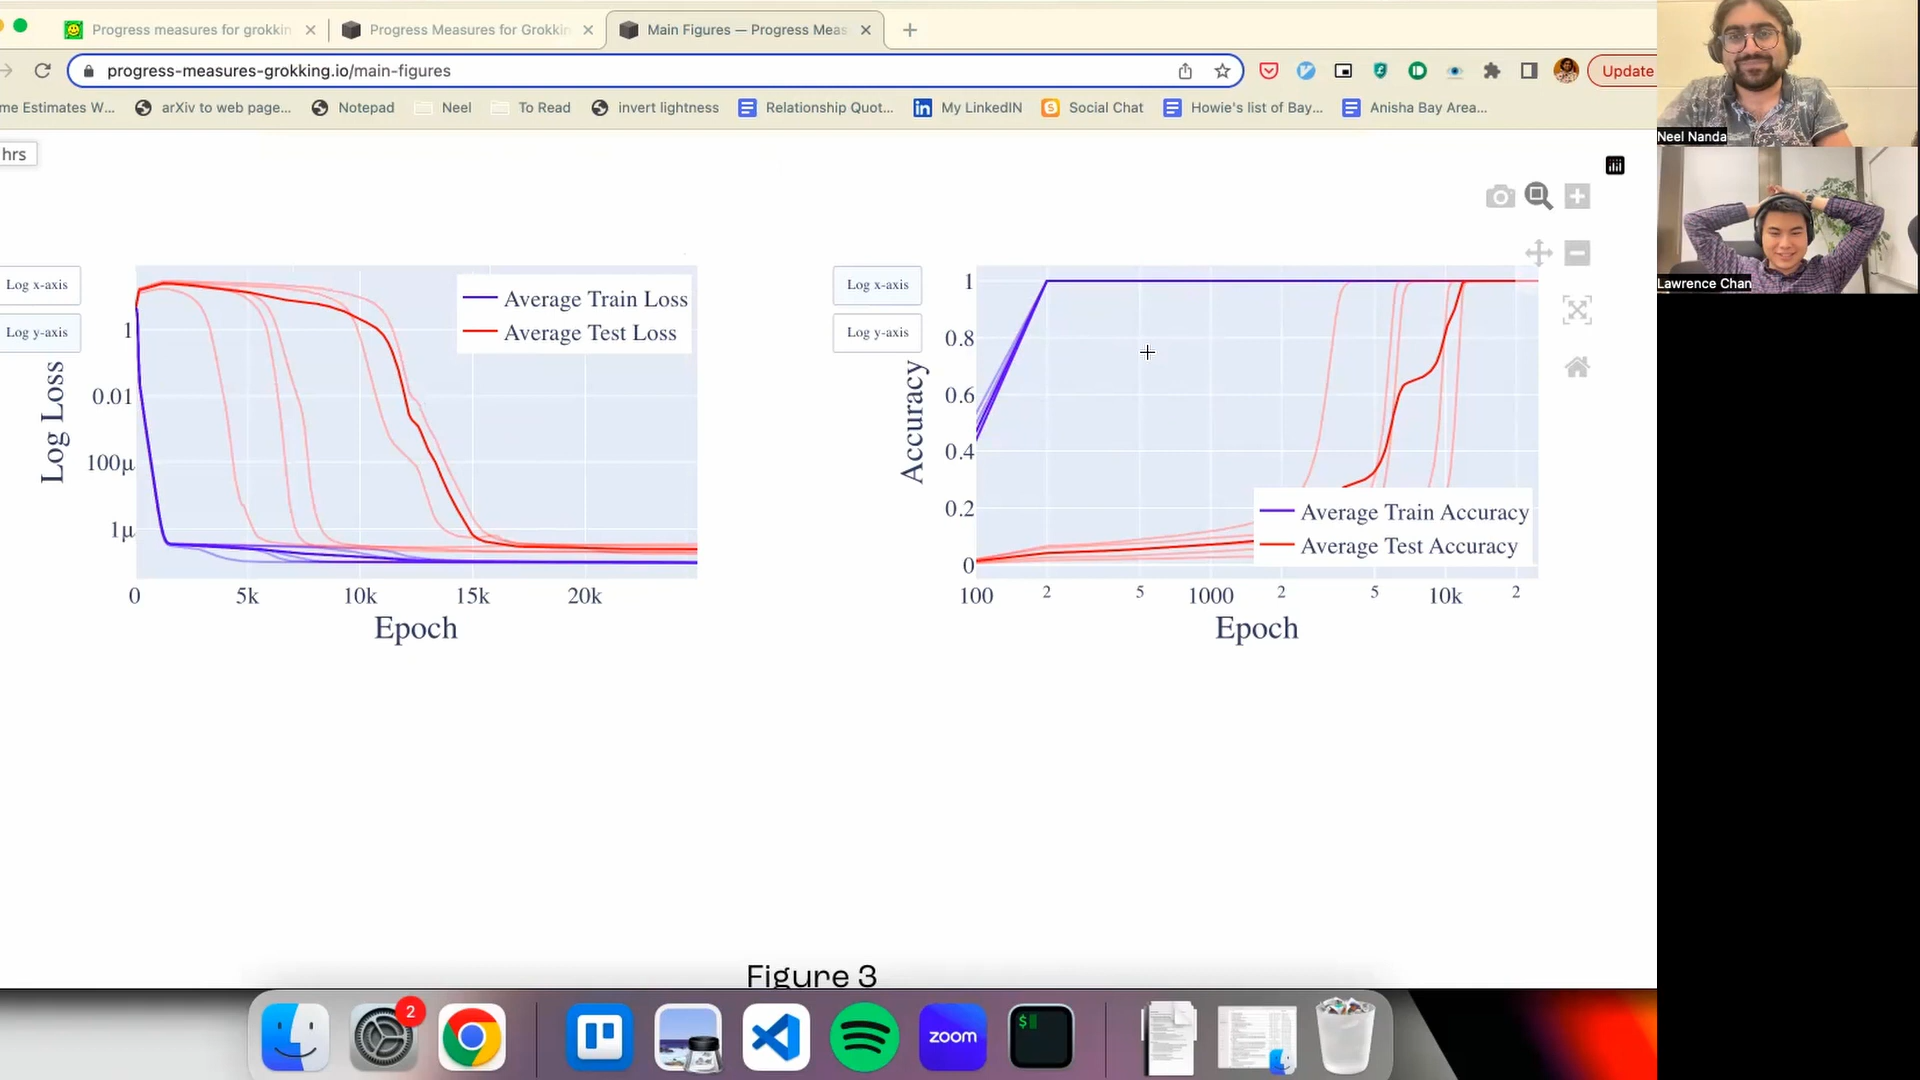 Progress measures for grokkin
Progress Measures for Grokkin
Main Figures — Progress Meas
progress-measures-grokking.io/main-figures
Update
me Estimates W...
arXiv to web page...
Notepad
Neel
To Read
invert lightness
Relationship Quot...
My LinkedIn
Social Chat
Howie's list of Bay...
Anisha Bay Area...
Neel Nanda
Lawrence Chan
hrs
Log x-axis
Log y-axis
Log Loss
1
0.01
100μ
1μ
0
5k
10k
15k
20k
Epoch
Average Train Loss
Average Test Loss
Log x-axis
Log y-axis
Accuracy
1
0.8
0.6
0.4
0.2
0
100
2
5
1000
2
5
10k
2
Epoch
Average Train Accuracy
Average Test Accuracy
Figure 3
2
zoom
$